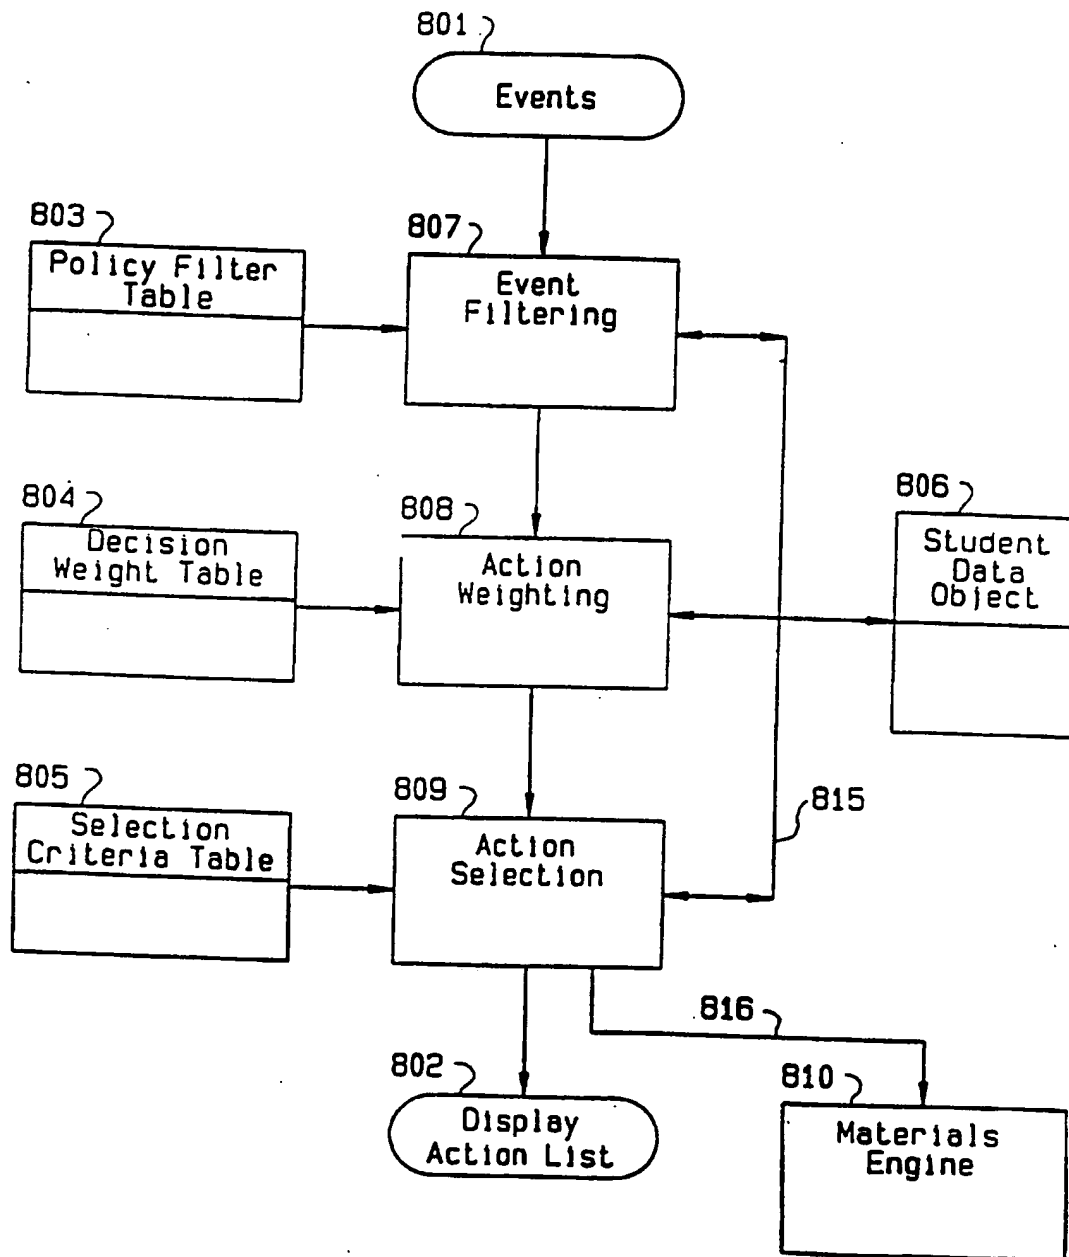 801
Events
803
Policy Filter
Table
807
Event
Filtering
804
Decision
Weight Table
808
Action
Weighting
806
Student
Data
Object
805
Selection
Criteria Table
809
Action
Selection
815
816
802
Display
Action List
810
Materials
Engine